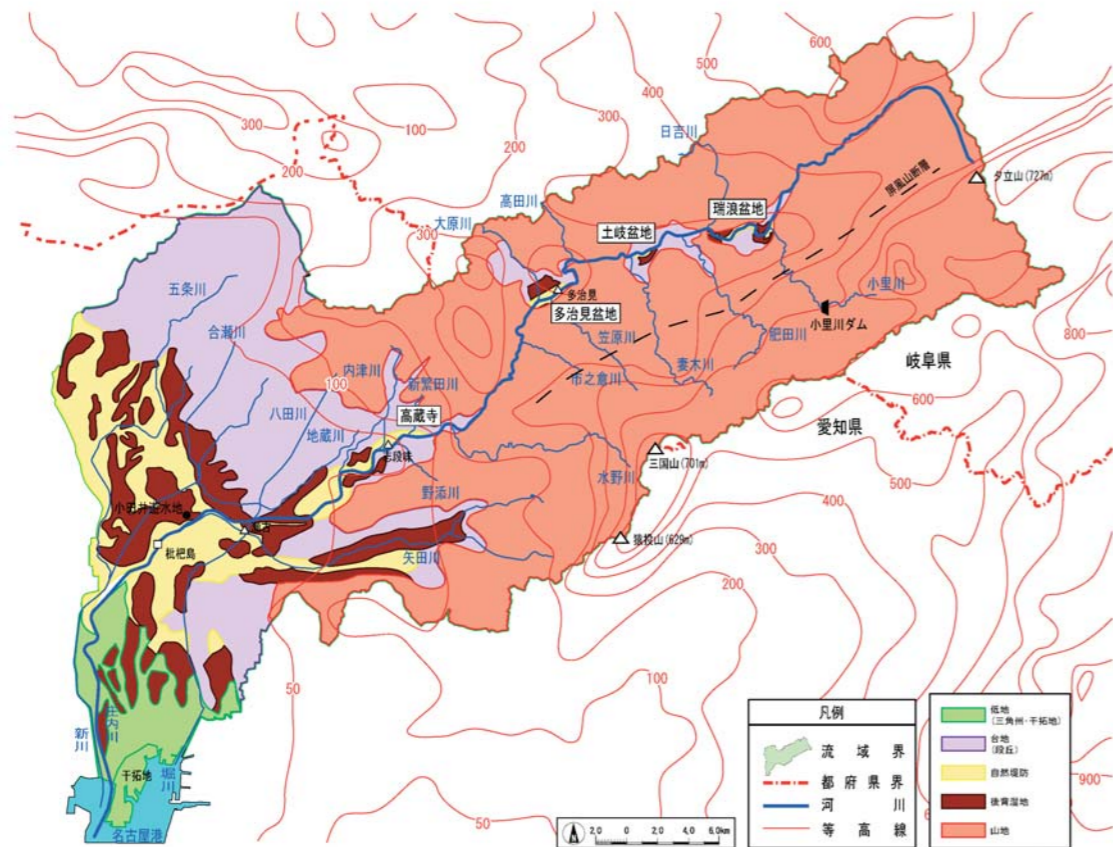 600
500
400
300
200
100
300
200
日吉川
高田川
大原川
300
瑞浪盆地
土岐盆地
屏風山断層
夕立山(727m)
多治見
多治見盆地
小里川
小里川ダム
笠原川
肥田川
妻木川
市之倉川
五条川
合瀬川
内津川
新繁田川
100
八田川
地蔵川
高蔵寺
志段味
野添川
水野川
三国山(701m)
猿投山(629m)
矢田川
岐阜県
愛知県
800
600
500
400
300
200
100
50
50
900
枇杷島
庄内川
新川
堀川
干拓地
名古屋港
凡例
流域界
都府県界
河川
等高線
2.0 0 2.0 4.0 6.0km
低地
(三角州・干拓地)
台地
(段丘)
自然堤防
後背湿地
山地